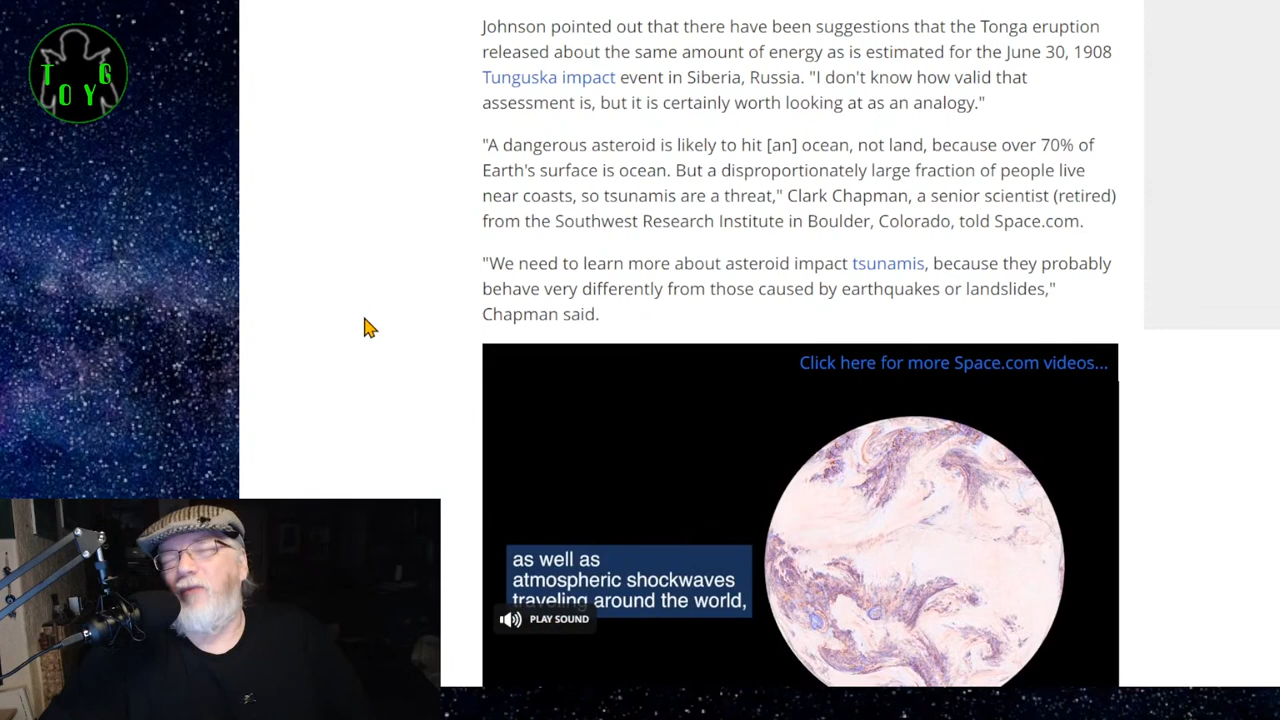 T G
O Y
Johnson pointed out that there have been suggestions that the Tonga eruption
released about the same amount of energy as is estimated for the June 30, 1908
Tunguska impact event in Siberia, Russia. "I don't know how valid that
assessment is, but it is certainly worth looking at as an analogy."
"A dangerous asteroid is likely to hit [an] ocean, not land, because over 70% of
Earth's surface is ocean. But a disproportionately large fraction of people live
near coasts, so tsunamis are a threat," Clark Chapman, a senior scientist (retired)
from the Southwest Research Institute in Boulder, Colorado, told Space.com.
"We need to learn more about asteroid impact tsunamis, because they probably
behave very differently from those caused by earthquakes or landslides,"
Chapman said.
Click here for more Space.com videos...
as well as
atmospheric shockwaves
traveling around the world,
PLAY SOUND